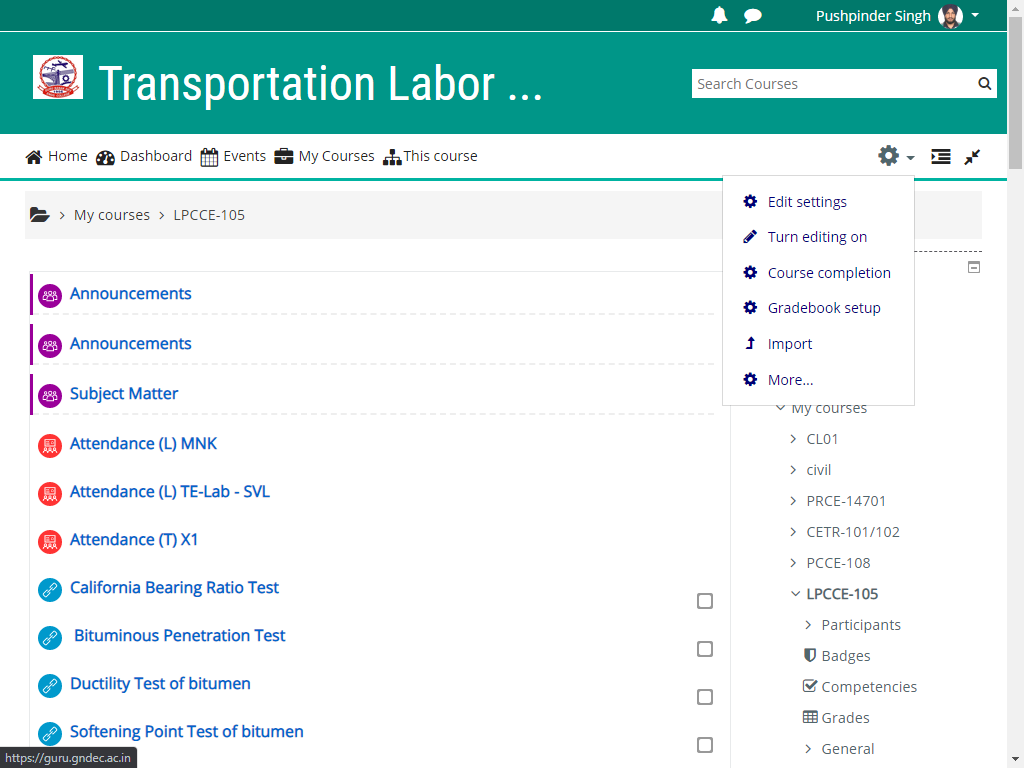 Pushpinder Singh
Transportation Labor ...
Search Courses
Home Dashboard Events My Courses This course
My courses LPCCE-105
Edit settings
Turn editing on
Course completion
Gradebook setup
Import
More...
Announcements
Announcements
Subject Matter
Attendance (L) MNK
Attendance (L) TE-Lab - SVL
Attendance (T) X1
California Bearing Ratio Test
Bituminous Penetration Test
Ductility Test of bitumen
Softening Point Test of bitumen
My courses
CL01
civil
PRCE-14701
CETR-101/102
PCCE-108
LPCCE-105
Participants
Badges
Competencies
Grades
General
https://guru.gndec.ac.in